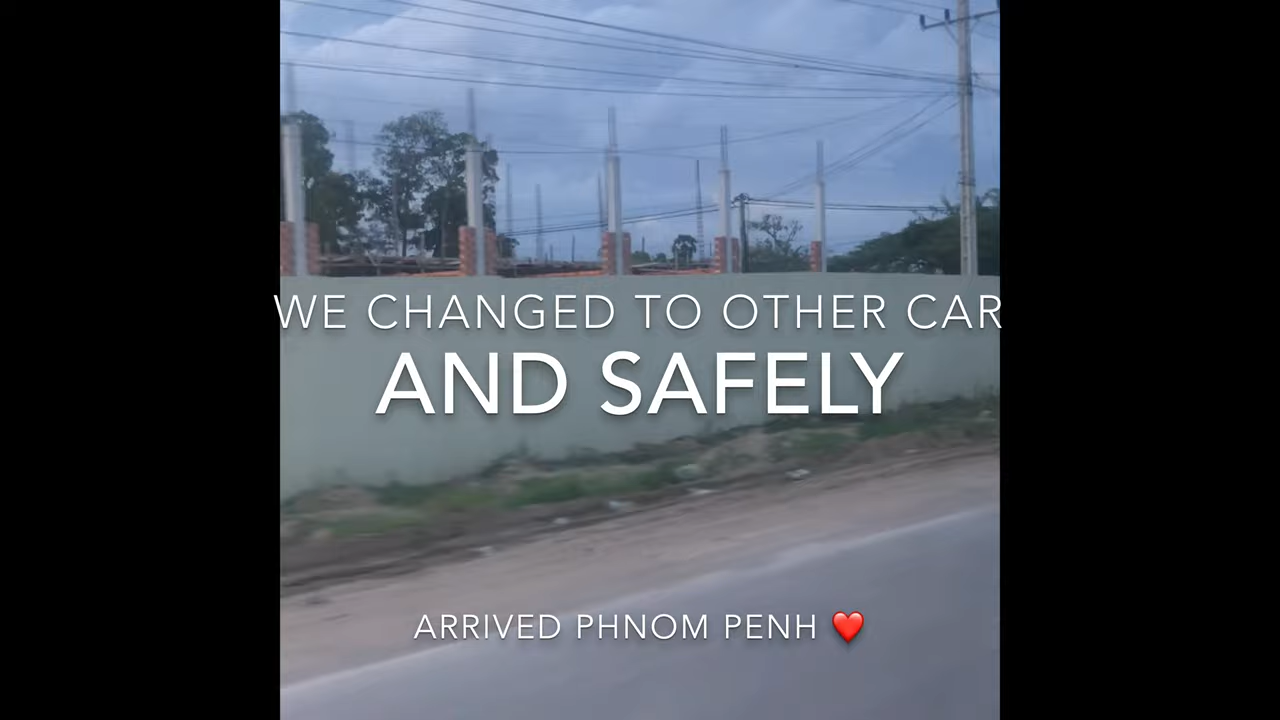 WE CHANGED TO OTHER CAR
AND SAFELY
ARRIVED PHNOM PENH ❤️